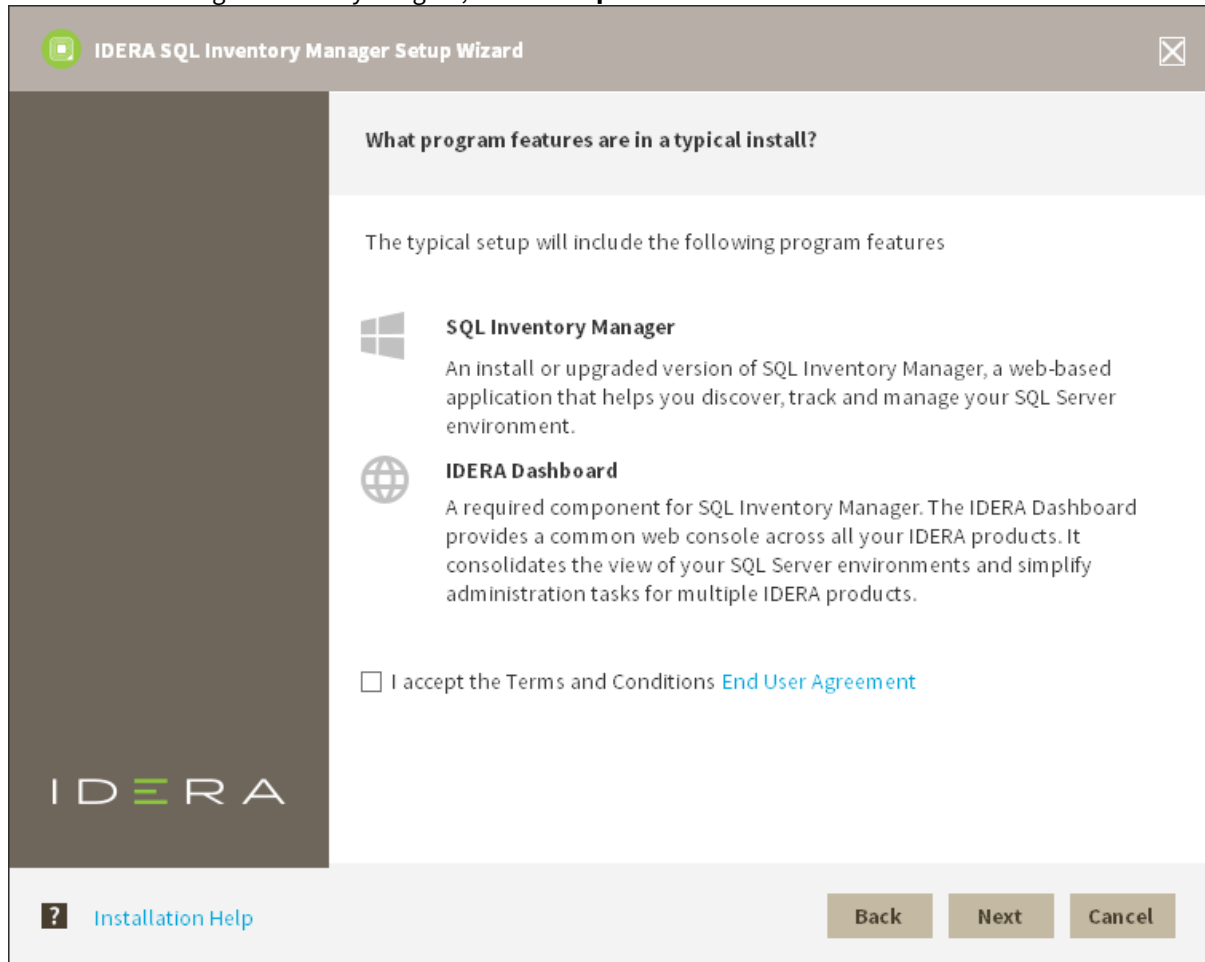 IDERA SQL Inventory Manager Setup Wizard
What program features are in a typical install?
The typical setup will include the following program features
SQL Inventory Manager
An install or upgraded version of SQL Inventory Manager, a web-based
application that helps you discover, track and manage your SQL Server
environment.
IDERA Dashboard
A required component for SQL Inventory Manager. The IDERA Dashboard
provides a common web console across all your IDERA products. It
consolidates the view of your SQL Server environments and simplify
administration tasks for multiple IDERA products.
I accept the Terms and Conditions End User Agreement
IDERA
? Installation Help
Back Next Cancel